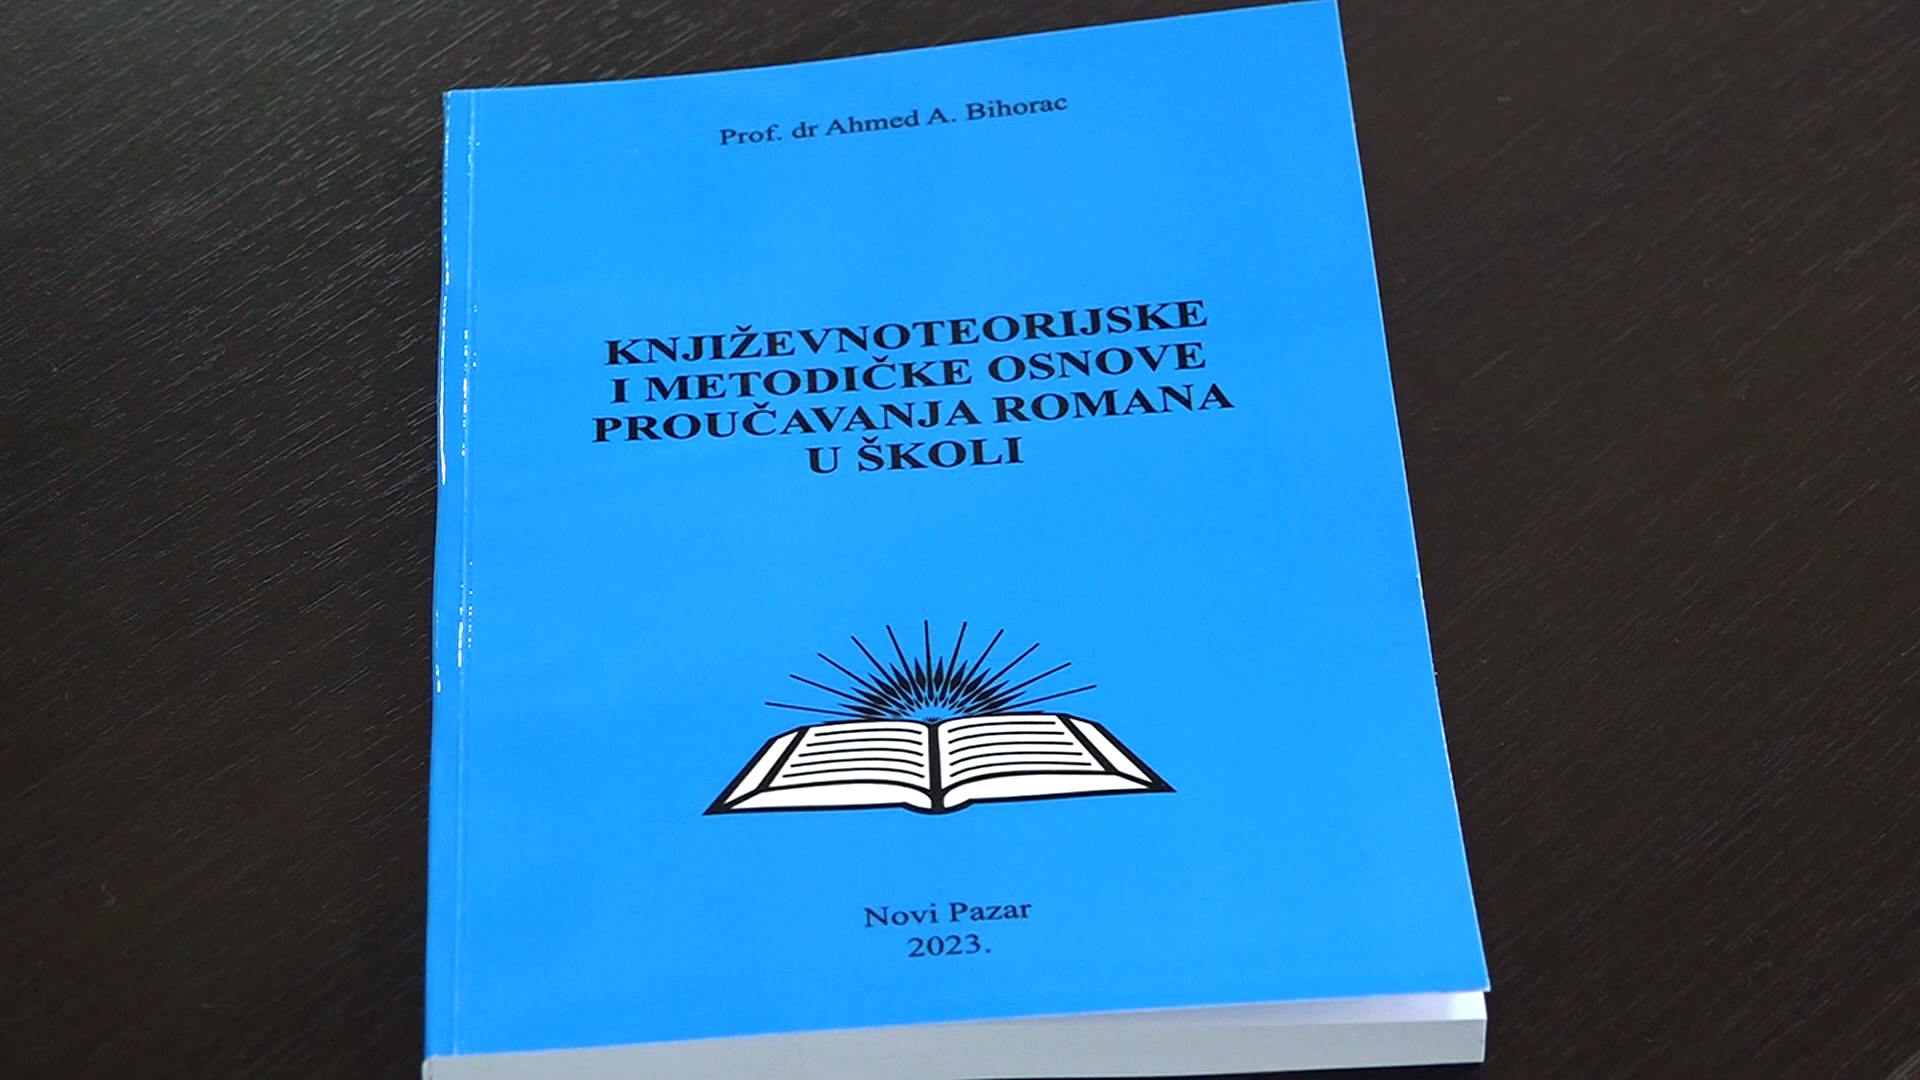 Prof. dr Ahmed A. Bihorac
KNJIŽEVNOTEORIJSKE
I METODIČKE OSNOVE
PROUČAVANJA ROMANA
U ŠKOLI
Novi Pazar
2023.